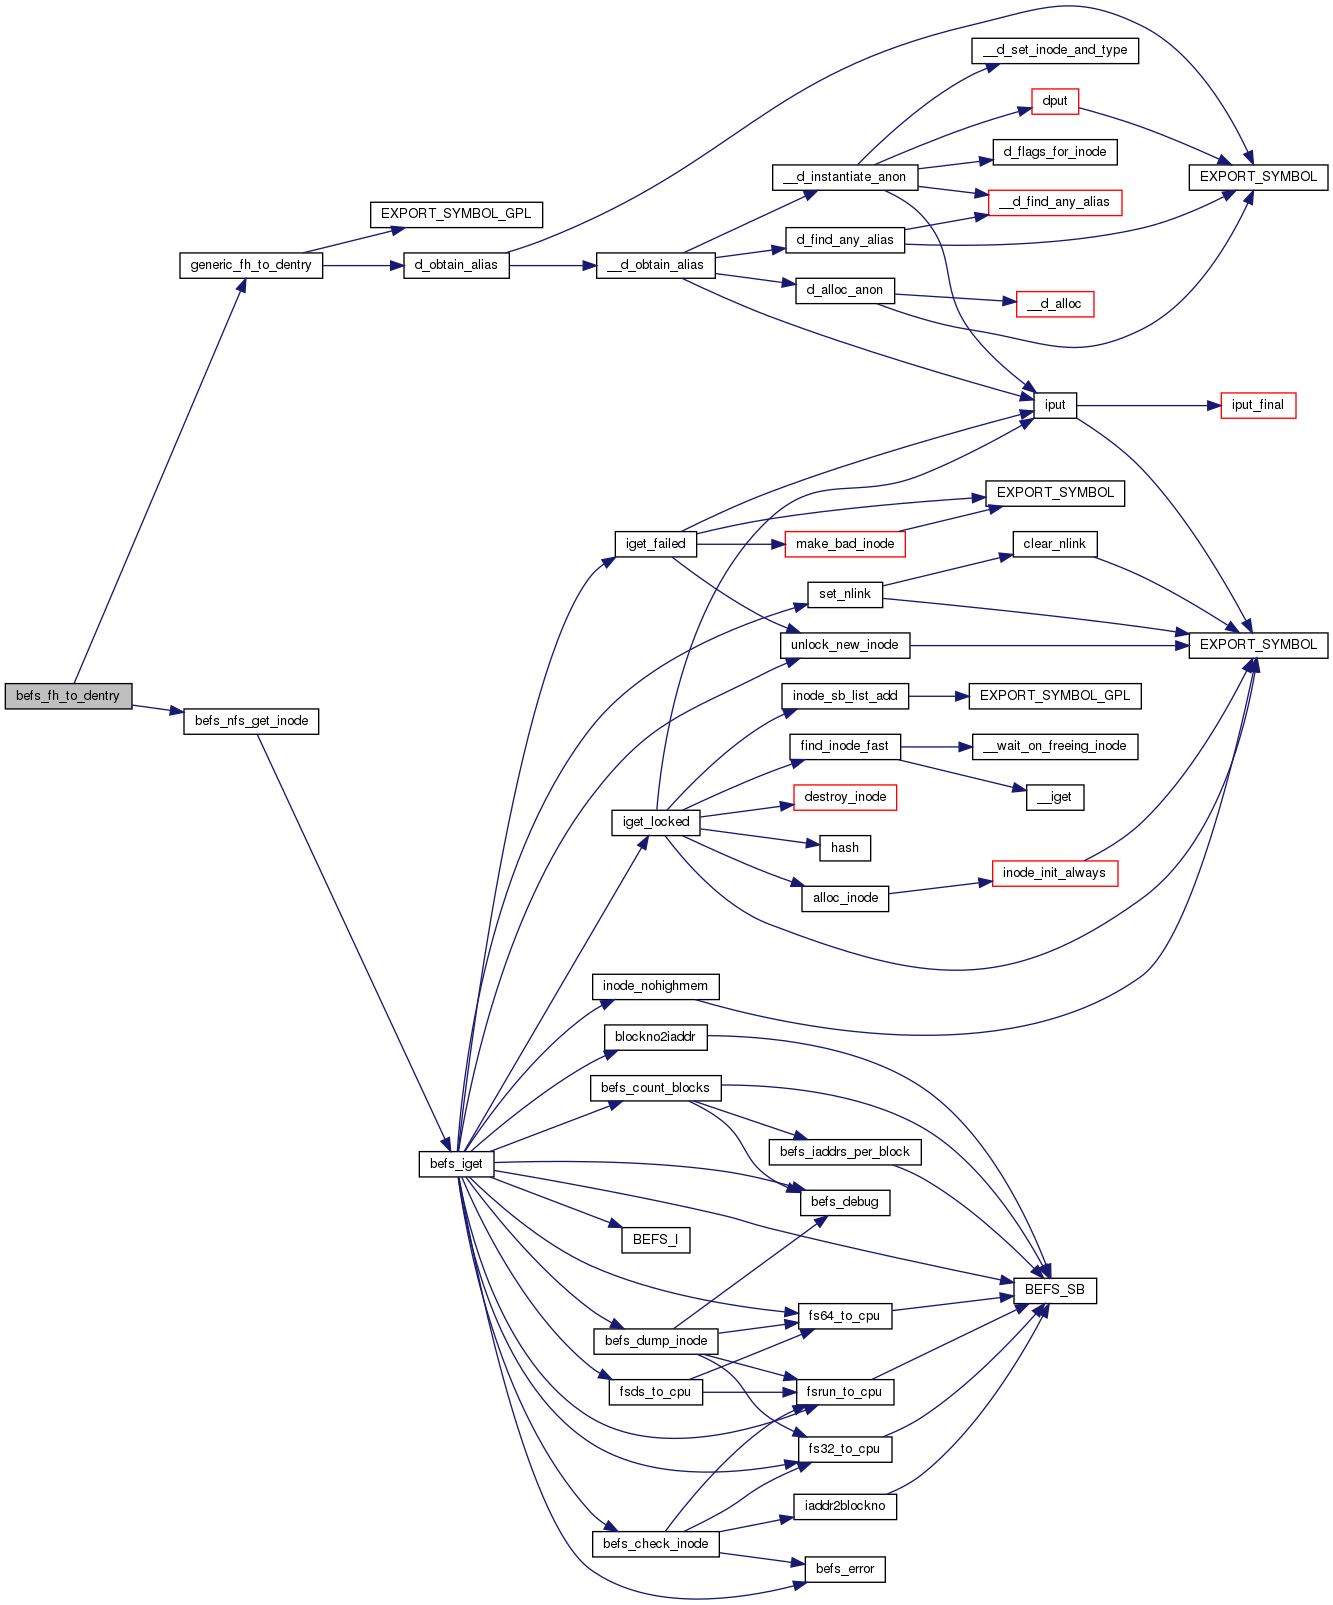 __d_set_inode_and_type
dput
d_flags_for_inode
__d_instantiate_anon
EXPORT_SYMBOL
__d_find_any_alias
EXPORT_SYMBOL_GPL
d_find_any_alias
generic_fh_to_dentry
d_obtain_alias
__d_obtain_alias
d_alloc_anon
__d_alloc
iput
iput_final
EXPORT_SYMBOL
iget_failed
make_bad_inode
clear_nlink
set_nlink
unlock_new_inode
EXPORT_SYMBOL
befs_fh_to_dentry
inode_sb_list_add
EXPORT_SYMBOL_GPL
befs_nfs_get_inode
find_inode_fast
__wait_on_freeing_inode
destroy_inode
__iget
iget_locked
hash
inode_init_always
alloc_inode
inode_nohighmem
blockno2iaddr
befs_count_blocks
befs_iaddrs_per_block
befs_iget
befs_debug
BEFS_I
BEFS_SB
fs64_to_cpu
befs_dump_inode
fsds_to_cpu
fsrun_to_cpu
fs32_to_cpu
iaddr2blockno
befs_check_inode
befs_error